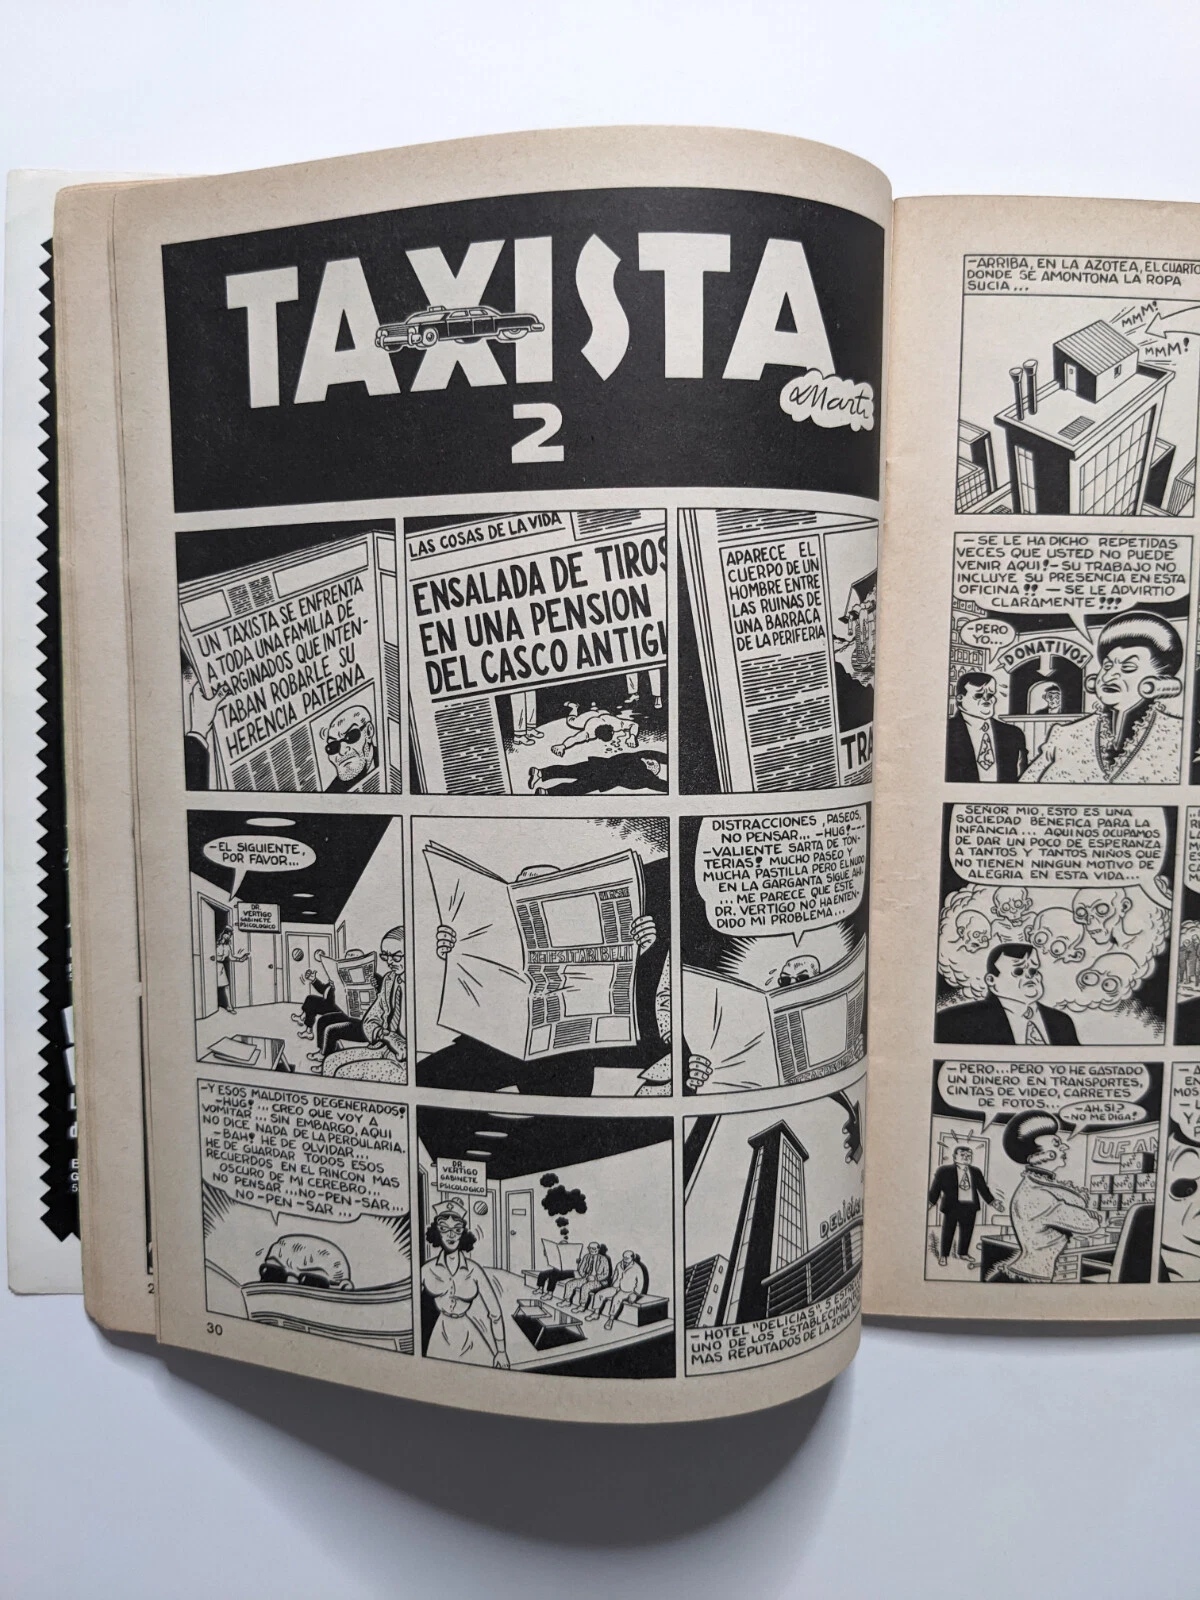 TAXISTA
2
Marti
UN TAXISTA SE ENFRENTA
A TODA UNA FAMILIA DE
MARGINADOS QUE INTEN-
TABAN ROBARLE SU
HERENCIA PATERNA
LAS COSAS DE LA VIDA
ENSALADA DE TIROS
EN UNA PENSION
DEL CASCO ANTIG
APARECE EL
CUERPO DE UN
HOMBRE ENTRE
LAS RUINAS DE
UNA BARRACA
DE LA PERIFERIA
TRA
-EL SIGUIENTE,
POR FAVOR...
DR.
VERTIGO
GABINETE
PSICOLOGICO
DISTRACCIONES, PASEOS,
NO PENSAR... -HUG!---
-VALIENTE SARTA DE TON-
TERIAS! MUCHO PASEO Y
MUCHA PASTILLA PERO EL NUDO
EN LA GARGANTA SIGUE AHI.
... ME PARECE QUE ESTE
DR. VERTIGO NO HA ENTEN-
DIDO MI PROBLEMA...
-Y ESOS MALDITOS DEGENERADOS!
-HUG! ... CREO QUE VOY A
VOMITAR... SIN EMBARGO, AQUI
NO DICE NADA DE LA PERDULARIA.
-BAH! HE DE OLVIDAR...
HE DE GUARDAR TODOS ESOS
RECUERDOS EN EL RINCON MAS
OSCURO DE MI CEREBRO...
NO PENSAR ...NO-PEN-SAR...
NO-PEN-SAR...
DR.
VERTIGO
GABINETE
PSICOLOGICO
DELICIAS
-HOTEL "DELICIAS", 5
UNO DE LOS
MAS REPUTADOS DE LA ZONA
30
-ARRIBA, EN LA AZOTEA, EL CUARTO
DONDE SE AMONTONA LA ROPA
SUCIA...
MMM!
MMM!
-SE LE HA DICHO REPETIDAS
VECES QUE USTED NO PUEDE
VENIR AQUI!-SU TRABAJO NO
INCLUYE SU PRESENCIA EN ESTA
OFICINA!! -SE LE ADVIRTIO
CLARAMENTE!!!
-PERO
YO...
DONATIVOS
SEÑOR MIO, ESTO ES UNA
SOCIEDAD BENEFICA PARA LA
INFANCIA... AQUI NOS OCUPAMOS
DE DAR UN POCO DE ESPERANZA
A TANTOS Y TANTOS NIÑOS QUE
NO TIENEN NINGUN MOTIVO DE
ALEGRIA EN ESTA VIDA...
-PERO...PERO YO HE GASTADO
UN DINERO EN TRANSPORTES,
CINTAS DE VIDEO, CARRETES
DE FOTOS...
-AH, SI?
-NO ME DIGA!